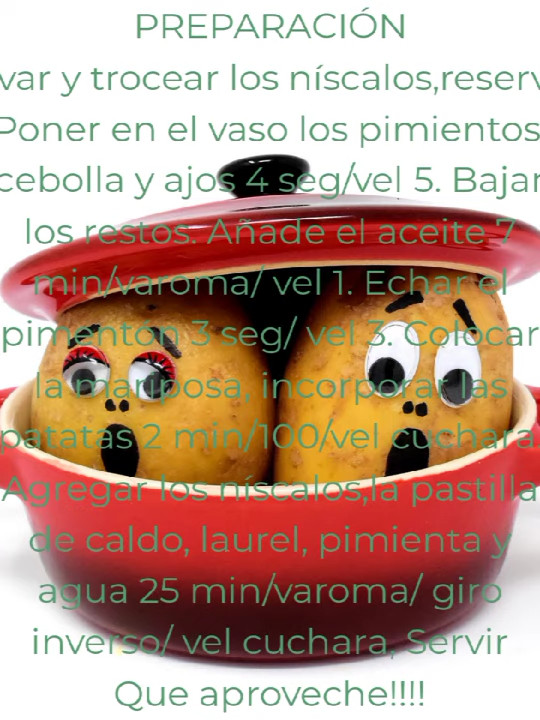 PREPARACIÓN
var y trocear los níscalos,reserv
Poner en el vaso los pimientos
cebolla y ajos 4 seg/vel 5. Bajar
los restos. Añade el aceite 7
min/varoma/ vel 1. Echar el
pimentón 3 seg/ vel 3. Colocar
la mariposa, incorporar las
patatas 2 min/100/vel cuchara
Agregar los níscalos,la pastilla
de caldo, laurel, pimienta y
agua 25 min/varoma/ giro
inverso/ vel cuchara, Servir
Que aproveche!!!!